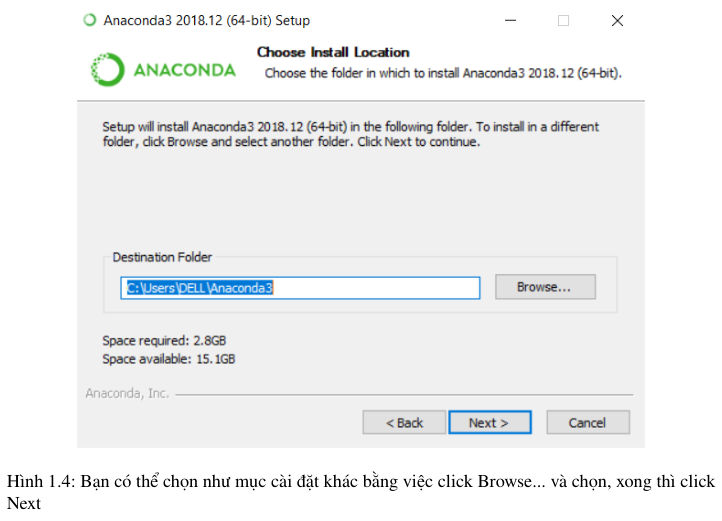 Anaconda3 2018.12 (64-bit) Setup
ANACONDA
Choose Install Location
Choose the folder in which to install Anaconda3 2018.12 (64-bit).
Setup will install Anaconda3 2018.12 (64-bit) in the following folder. To install in a different
folder, click Browse and select another folder. Click Next to continue.
Destination Folder
C:\Users\DELL\Anaconda3
Browse...
Space required: 2.8GB
Space available: 15.1GB
Anaconda, Inc.
< Back
Next >
Cancel
Hình 1.4: Bạn có thể chọn như mục cài đặt khác bằng việc click Browse... và chọn, xong thì click
Next